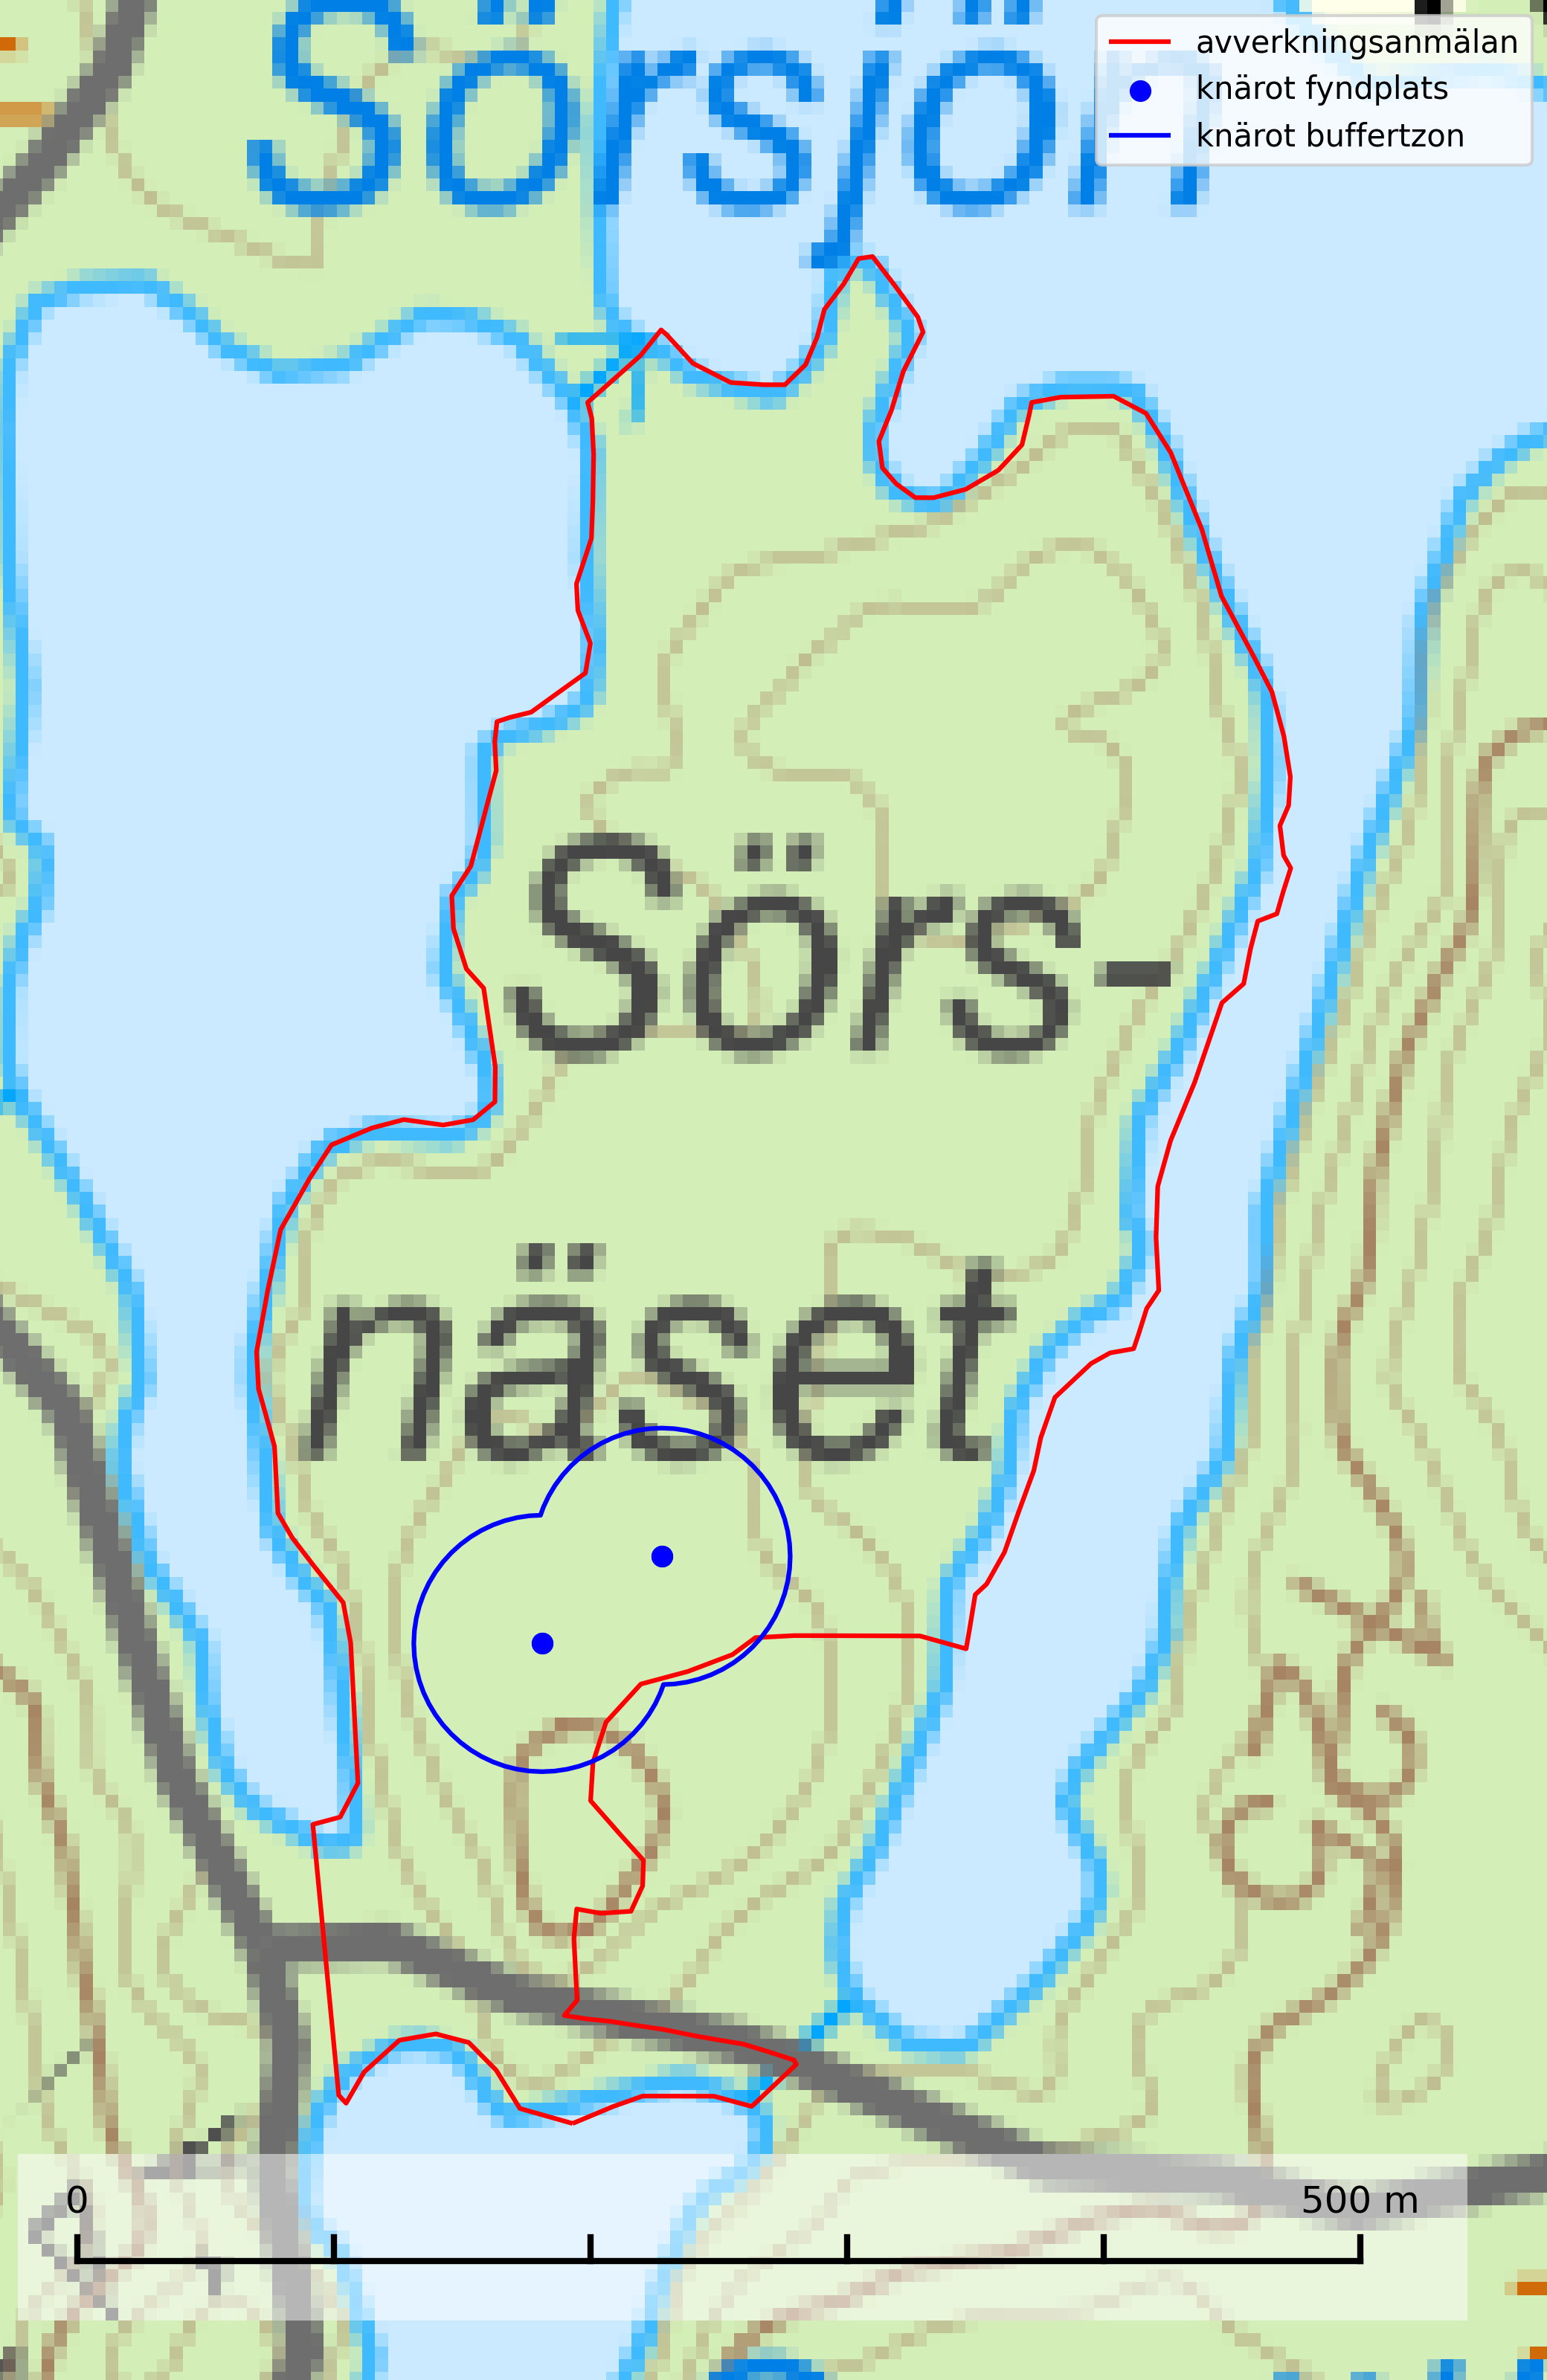 Sörsjön
avverkningsanmälan
knärot fyndplats
knärot buffertzon
Sörs-
näset
0 500 m